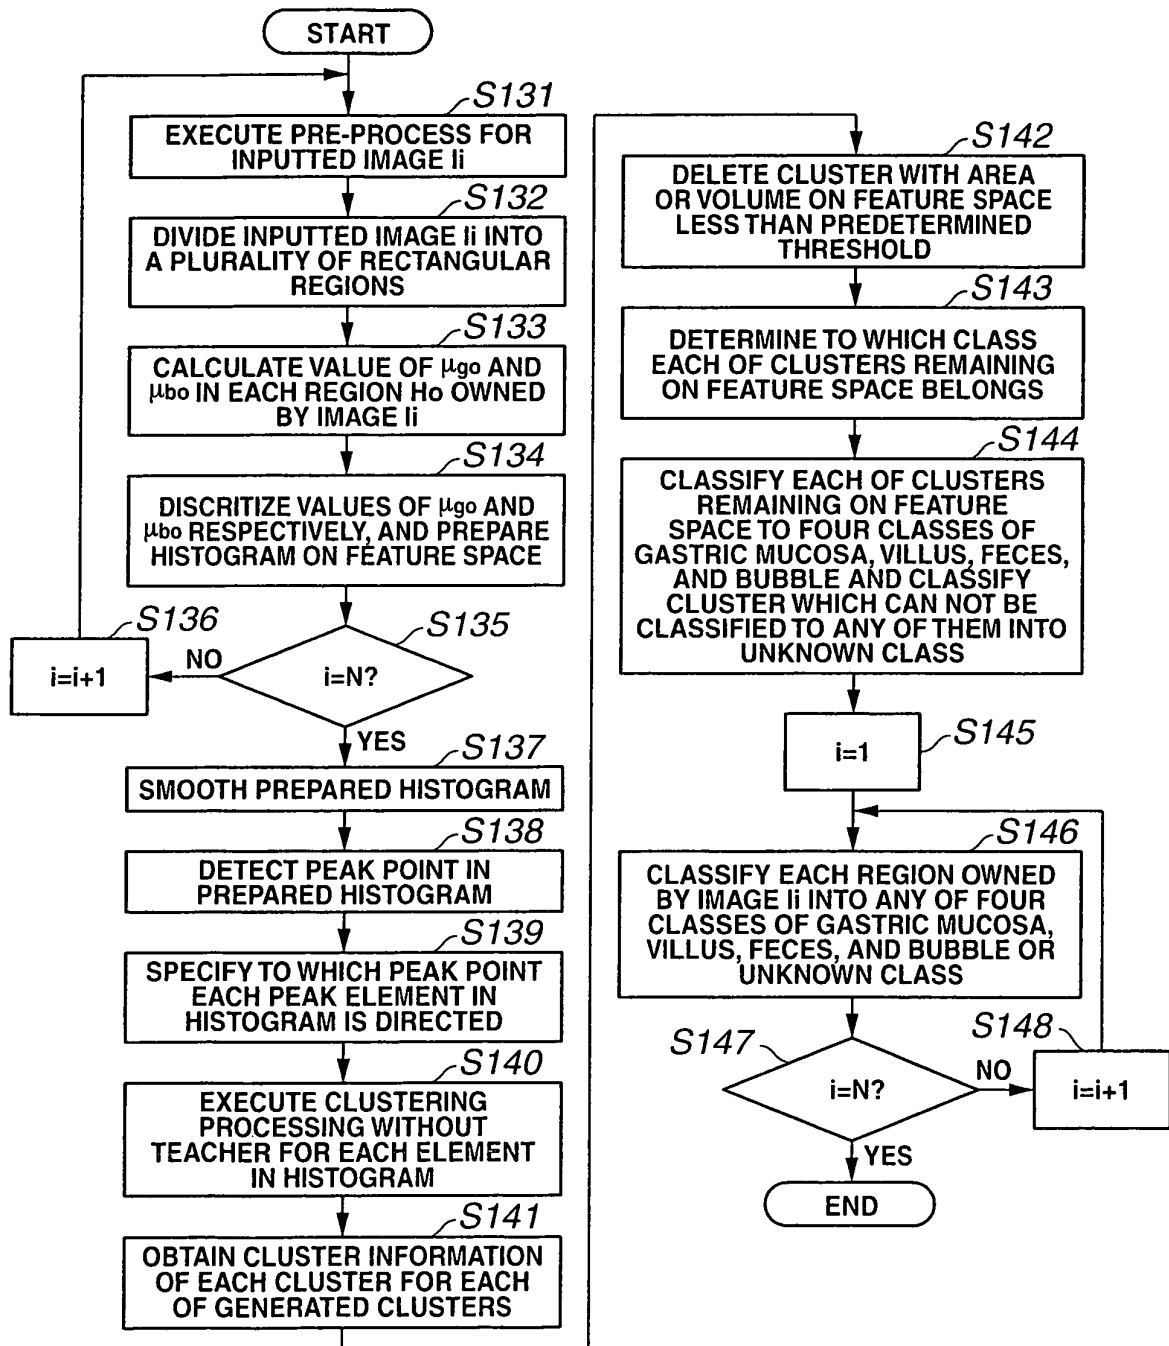 START
S131
EXECUTE PRE-PROCESS FOR
INPUTTED IMAGE Ii
S132
DIVIDE INPUTTED IMAGE Ii INTO
A PLURALITY OF RECTANGULAR
REGIONS
S133
CALCULATE VALUE OF μgo AND
μbo IN EACH REGION Ho OWNED
BY IMAGE Ii
S134
DISCRITIZE VALUES OF μgo AND
μbo RESPECTIVELY, AND PREPARE
HISTOGRAM ON FEATURE SPACE
S135
i=N?
NO
S136
i=i+1
YES
S137
SMOOTH PREPARED HISTOGRAM
S138
DETECT PEAK POINT IN
PREPARED HISTOGRAM
S139
SPECIFY TO WHICH PEAK POINT
EACH PEAK ELEMENT IN
HISTOGRAM IS DIRECTED
S140
EXECUTE CLUSTERING
PROCESSING WITHOUT
TEACHER FOR EACH ELEMENT
IN HISTOGRAM
S141
OBTAIN CLUSTER INFORMATION
OF EACH CLUSTER FOR EACH
OF GENERATED CLUSTERS
S142
DELETE CLUSTER WITH AREA
OR VOLUME ON FEATURE SPACE
LESS THAN PREDETERMINED
THRESHOLD
S143
DETERMINE TO WHICH CLASS
EACH OF CLUSTERS REMAINING
ON FEATURE SPACE BELONGS
S144
CLASSIFY EACH OF CLUSTERS
REMAINING ON FEATURE
SPACE TO FOUR CLASSES OF
GASTRIC MUCOSA, VILLUS, FECES,
AND BUBBLE AND CLASSIFY
CLUSTER WHICH CAN NOT BE
CLASSIFIED TO ANY OF THEM INTO
UNKNOWN CLASS
S145
i=1
S146
CLASSIFY EACH REGION OWNED
BY IMAGE Ii INTO ANY OF FOUR
CLASSES OF GASTRIC MUCOSA,
VILLUS, FECES, AND BUBBLE OR
UNKNOWN CLASS
S147
i=N?
NO
S148
i=i+1
YES
END